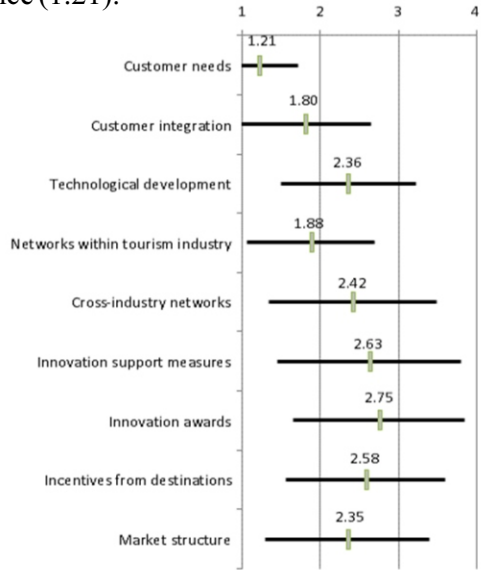 nce (1.21).
1 2 3 4
1.21
Customer needs
1.80
Customer integration
2.36
Technological development
1.88
Networks within tourism industry
2.42
Cross-industry networks
2.63
Innovation support measures
2.75
Innovation awards
2.58
Incentives from destinations
2.35
Market structure